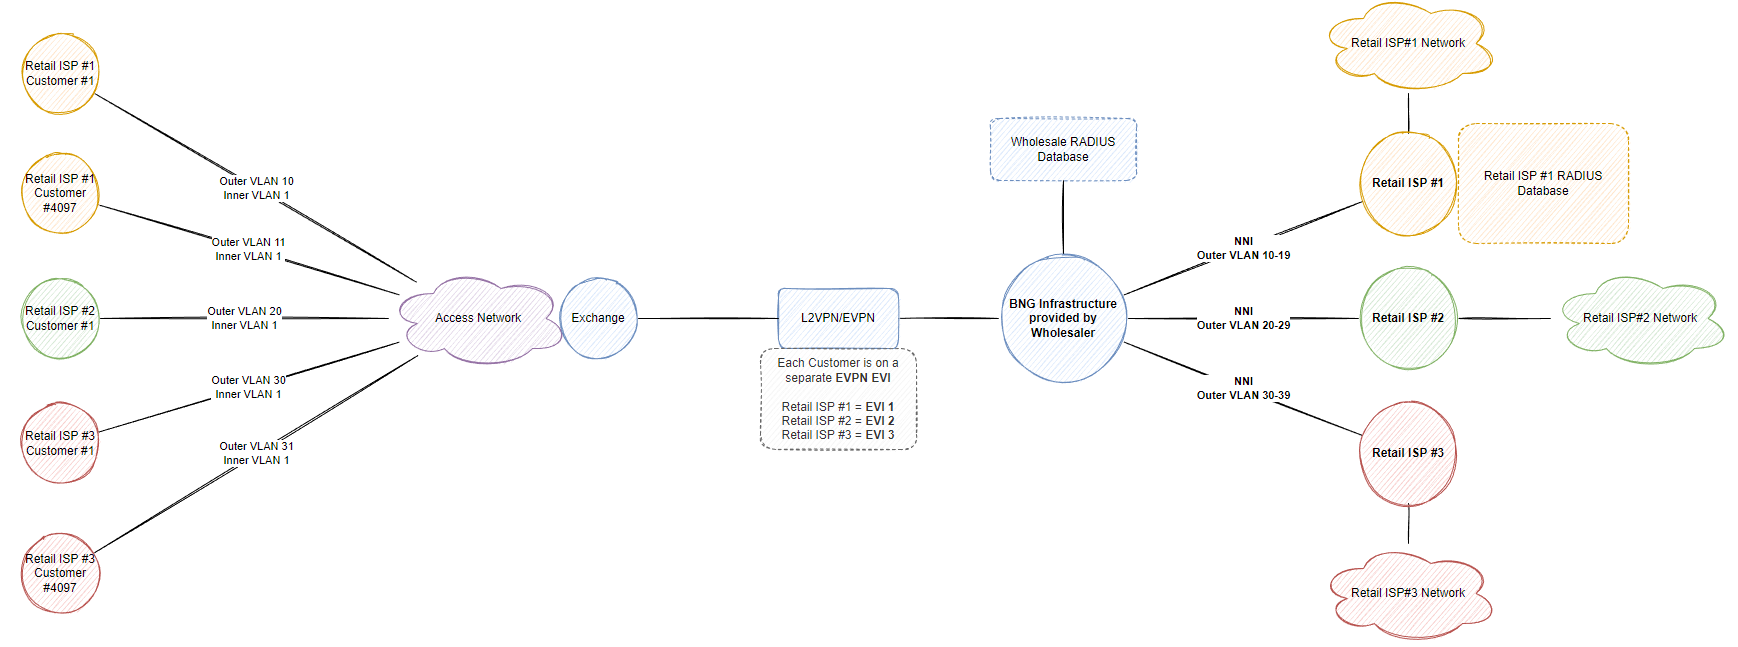 Retail ISP #1
Customer #1
Retail ISP #1
Customer
#4097
Retail ISP #2
Customer #1
Retail ISP #3
Customer #1
Retail ISP #3
Customer
#4097
Outer VLAN 10
Inner VLAN 1
Outer VLAN 11
Inner VLAN 1
Outer VLAN 20
Inner VLAN 1
Outer VLAN 30
Inner VLAN 1
Outer VLAN 31
Inner VLAN 1
Access Network
Exchange
L2VPN/EVPN
Each Customer is on a
separate EVPN EVI
Retail ISP #1 = EVI 1
Retail ISP #2 = EVI 2
Retail ISP #3 = EVI 3
Wholesale RADIUS
Database
BNG Infrastructure
provided by
Wholesaler
NNI
Outer VLAN 10-19
NNI
Outer VLAN 20-29
NNI
Outer VLAN 30-39
Retail ISP#1 Network
Retail ISP #1
Retail ISP #1 RADIUS
Database
Retail ISP #2
Retail ISP#2 Network
Retail ISP #3
Retail ISP#3 Network